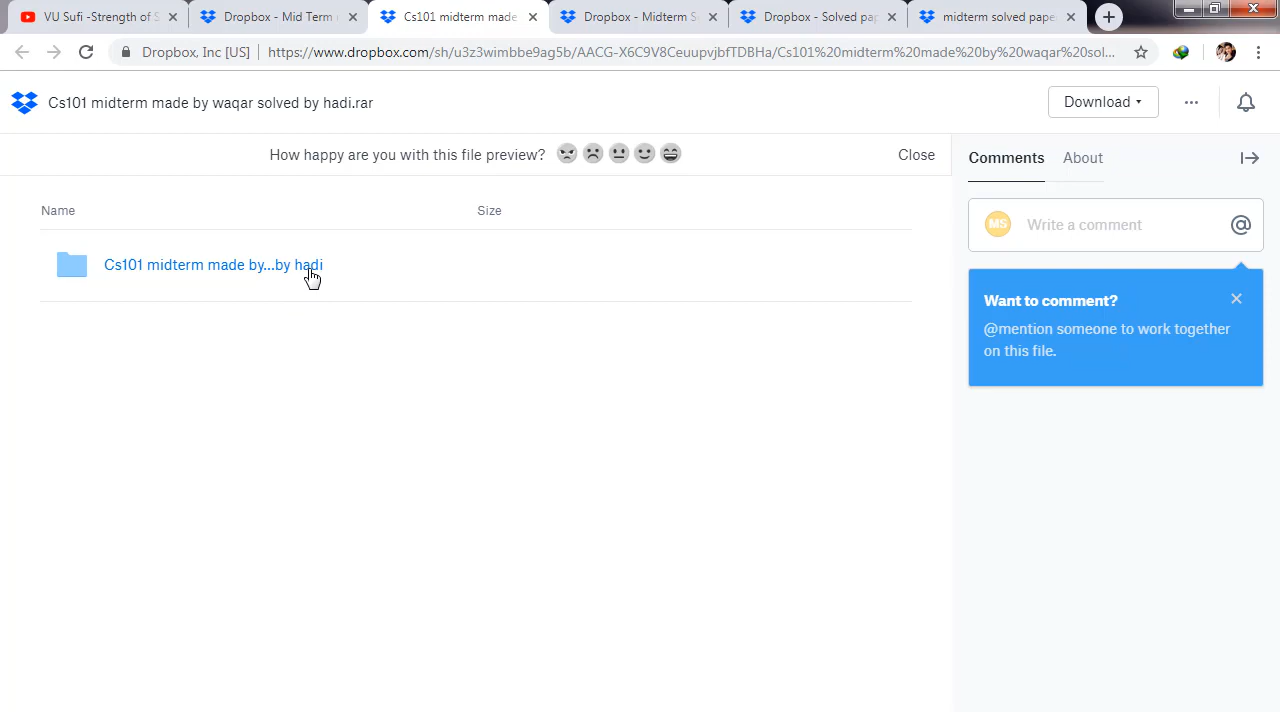 VU Sufi -Strength of S
Dropbox - Mid Term
Cs101 midterm made
Dropbox - Midterm S
Dropbox - Solved pap
midterm solved pape
Dropbox, Inc [US]
https://www.dropbox.com/sh/u3z3wimbbe9ag5b/AACG-X6C9V8CeuupvJbfTDBHa/Cs101%20midterm%20made%20by%20waqar%20sol...
Cs101 midterm made by waqar solved by hadi.rar
Download
How happy are you with this file preview?
Close
Comments
About
Name
Size
MS
Write a comment
@
Cs101 midterm made by...by hadi
Want to comment?
@mention someone to work together
on this file.